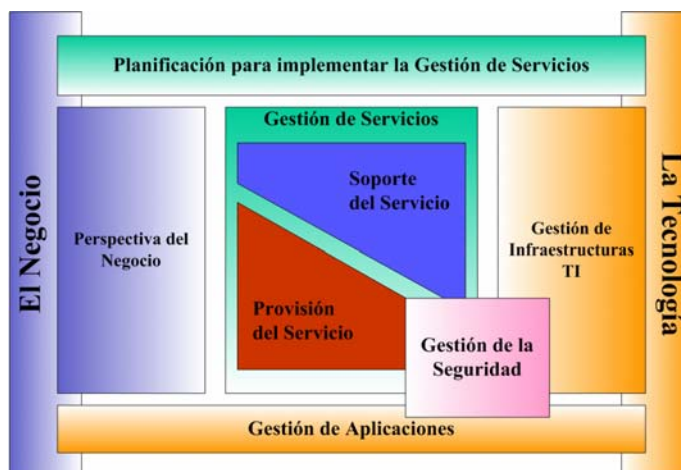 El Negocio
Planificación para implementar la Gestión de Servicios
Perspectiva del
Negocio
Gestión de Servicios
Soporte
del Servicio
Provisión
del Servicio
Gestión de la
Seguridad
Gestión de
Infraestructuras
TI
La Tecnología
Gestión de Aplicaciones